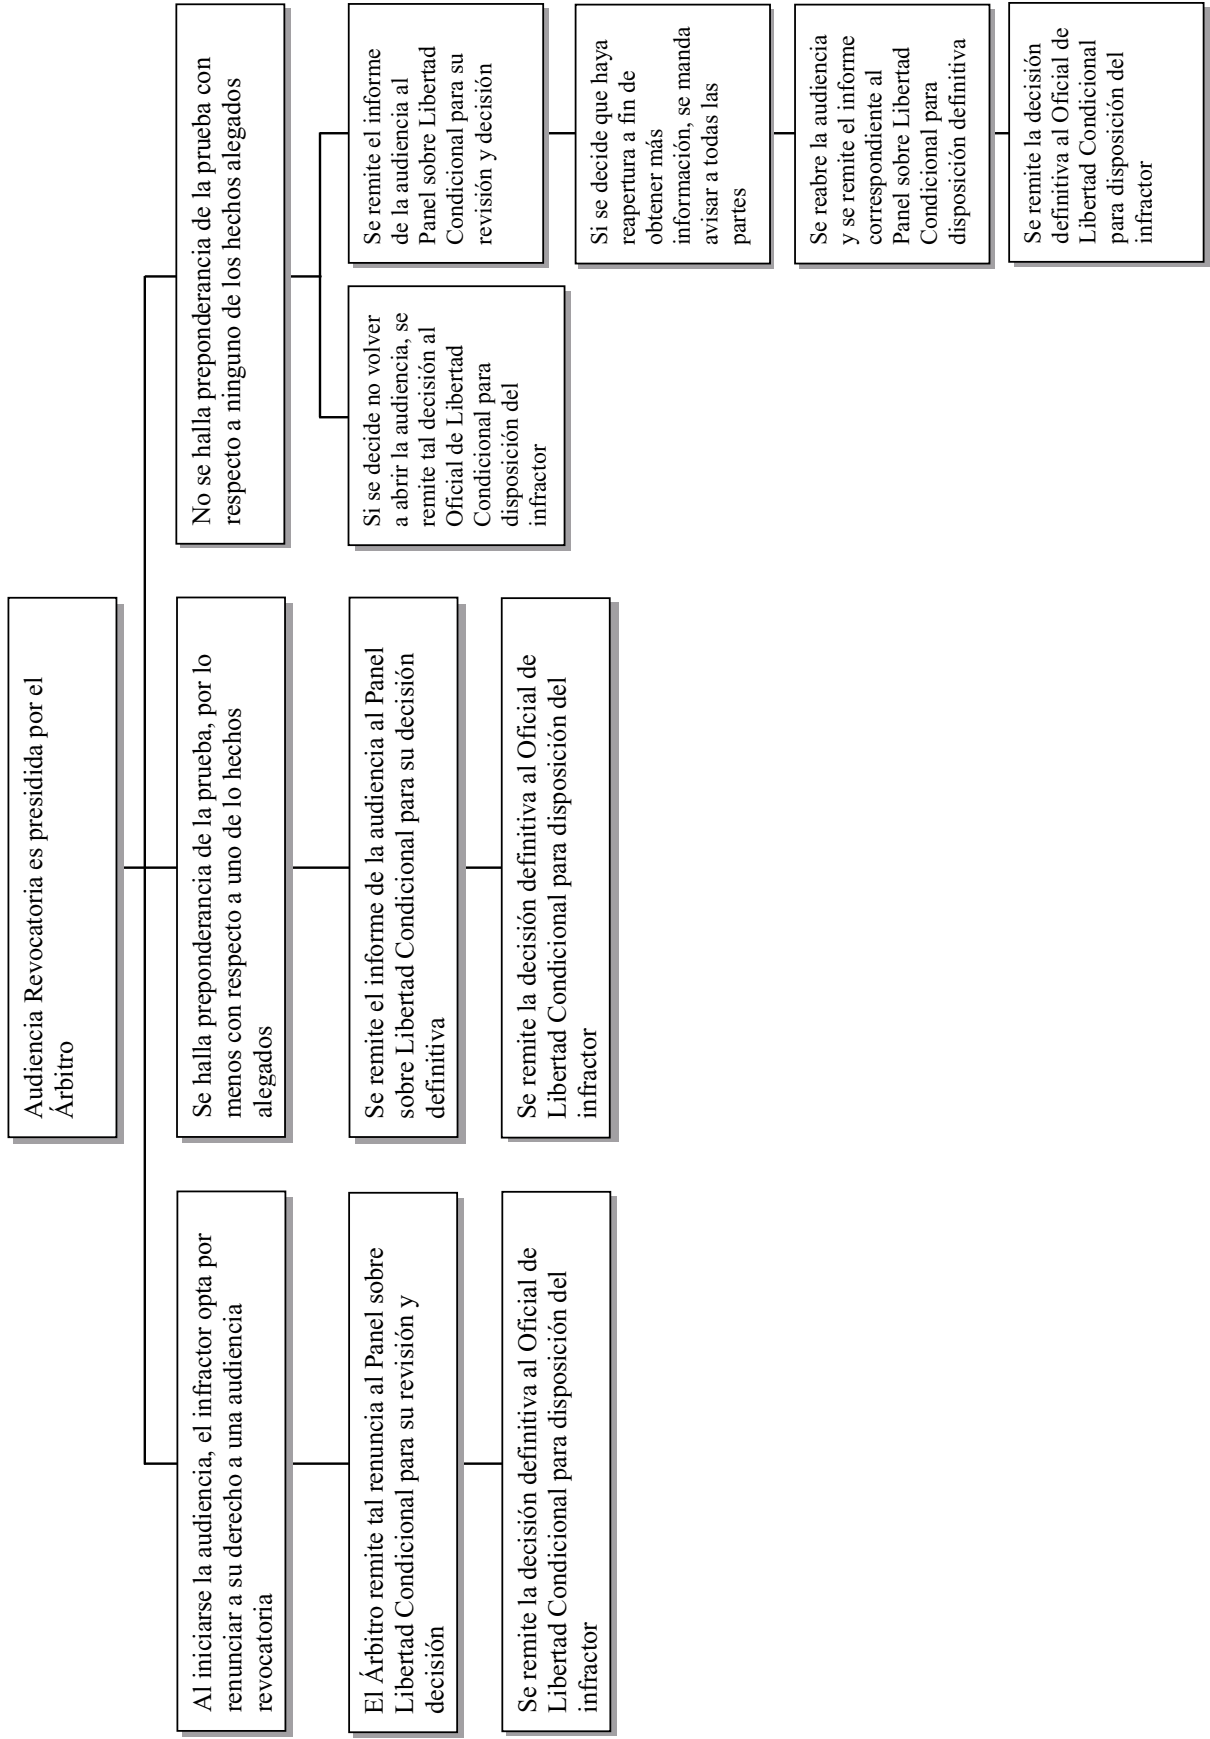 Audiencia Revocatoria es presidida por el
Árbitro
Al iniciarse la audiencia, el infractor opta por
renunciar a su derecho a una audiencia
revocatoria
El Árbitro remite tal renuncia al Panel sobre
Libertad Condicional para su revisión y
decisión
Se remite la decisión definitiva al Oficial de
Libertad Condicional para disposición del
infractor
Se halla preponderancia de la prueba, por lo
menos con respecto a uno de lo hechos
alegados
Se remite el informe de la audiencia al Panel
sobre Libertad Condicional para su decisión
definitiva
Se remite la decisión definitiva al Oficial de
Libertad Condicional para disposición del
infractor
No se halla preponderancia de la prueba con
respecto a ninguno de los hechos alegados
Si se decide no volver
a abrir la audiencia, se
remite tal decisión al
Oficial de Libertad
Condicional para
disposición del
infractor
Se remite el informe
de la audiencia al
Panel sobre Libertad
Condicional para su
revisión y decisión
Si se decide que haya
reapertura a fin de
obtener más
información, se manda
avisar a todas las
partes
Se reabre la audiencia
y se remite el informe
correspondiente al
Panel sobre Libertad
Condicional para
disposición definitiva
Se remite la decisión
definitiva al Oficial de
Libertad Condicional
para disposición del
infractor